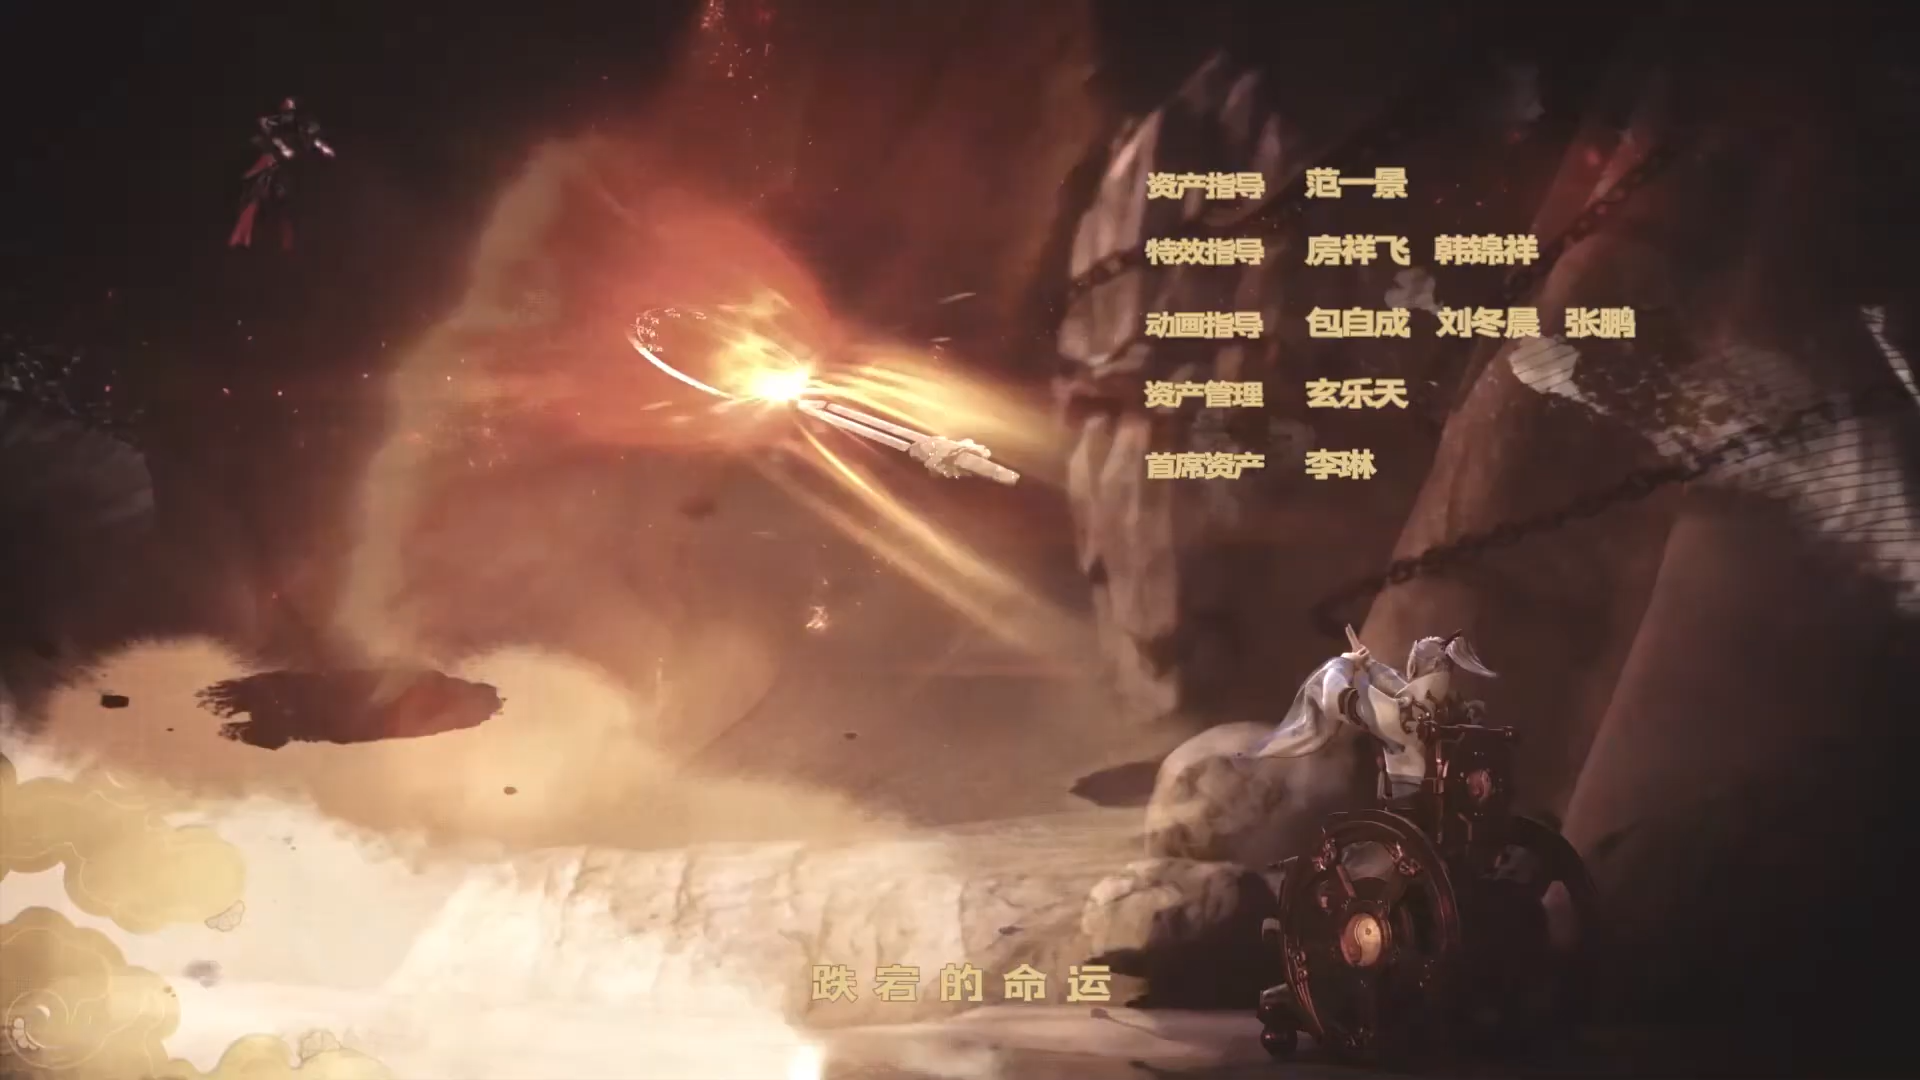 资产指导 范一景
特效指导 房祥飞 韩锦祥
动画指导 包自成 刘冬晨 张鹏
资产管理 玄乐天
首席资产 李琳
跌宕的命运